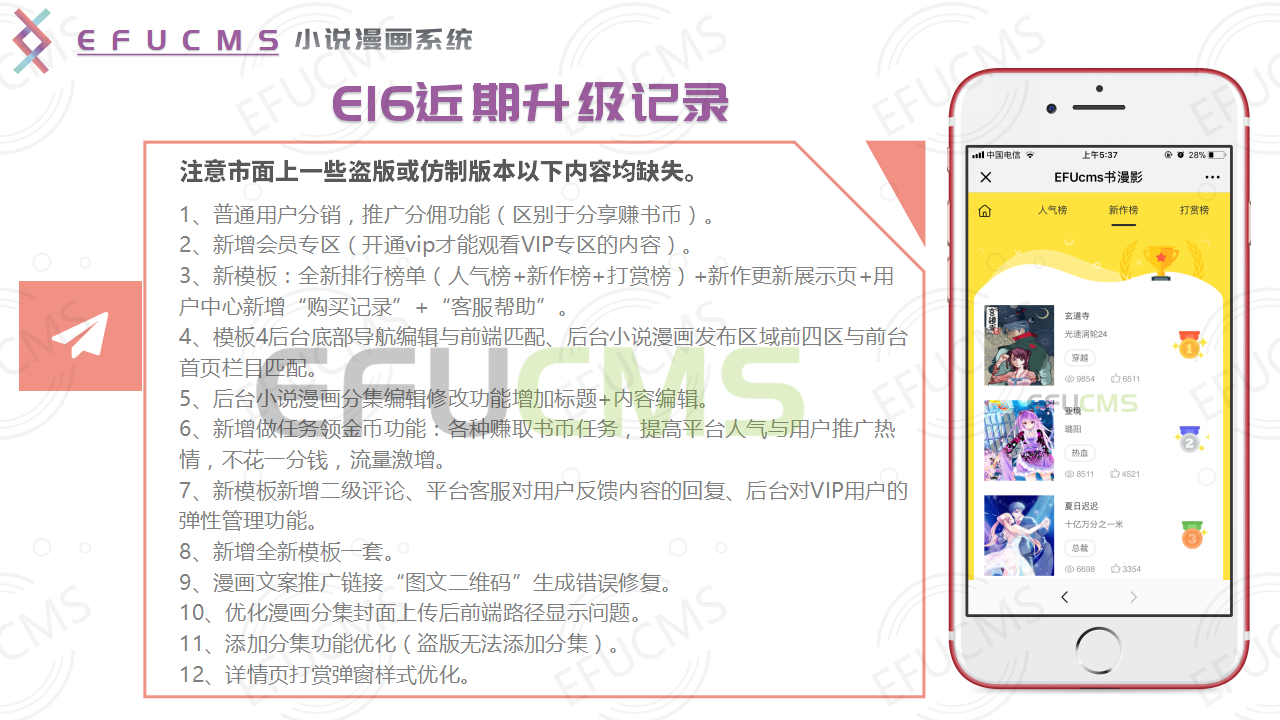 EFUCMS 小说漫画系统
E16近期升级记录
注意市面上一些盗版或仿制版本以下内容均缺失。
1、普通用户分销，推广分佣功能（区别于分享赚书币）。
2、新增会员专区（开通vip才能观看VIP专区的内容）。
3、新模板：全新排行榜单（人气榜+新作榜+打赏榜）+新作更新展示页+用
户中心新增“购买记录”+“客服帮助”。
4、模板4后台底部导航编辑与前端匹配、后台小说漫画发布区域前四区与前台
首页栏目匹配。
5、后台小说漫画分集编辑修改功能增加标题+内容编辑。
6、新增做任务领金币功能：各种赚取书币任务，提高平台人气与用户推广热
情，不花一分钱，流量激增。
7、新模板新增二级评论、平台客服对用户反馈内容的回复、后台对VIP用户的
弹性管理功能。
8、新增全新模板一套。
9、漫画文案推广链接“图文二维码”生成错误修复。
10、优化漫画分集封面上传后前端路径显示问题。
11、添加分集功能优化（盗版无法添加分集）。
12、详情页打赏弹窗样式优化。
EFUCMS
中国电信 上午5:37 28%
EFUcms书漫影
人气榜 新作榜 打赏榜
玄道寺
光速涡轮24
穿越
9854 6511
1
EFUCMS
亚境
璐阳
热血
8511 4521
2
夏日迟迟
十亿万分之一米
总裁
6698 3354
3